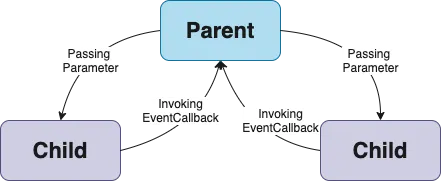 Parent
Passing
Parameter
Passing
Parameter
Invoking
EventCallback
Invoking
EventCallback
Child
Child